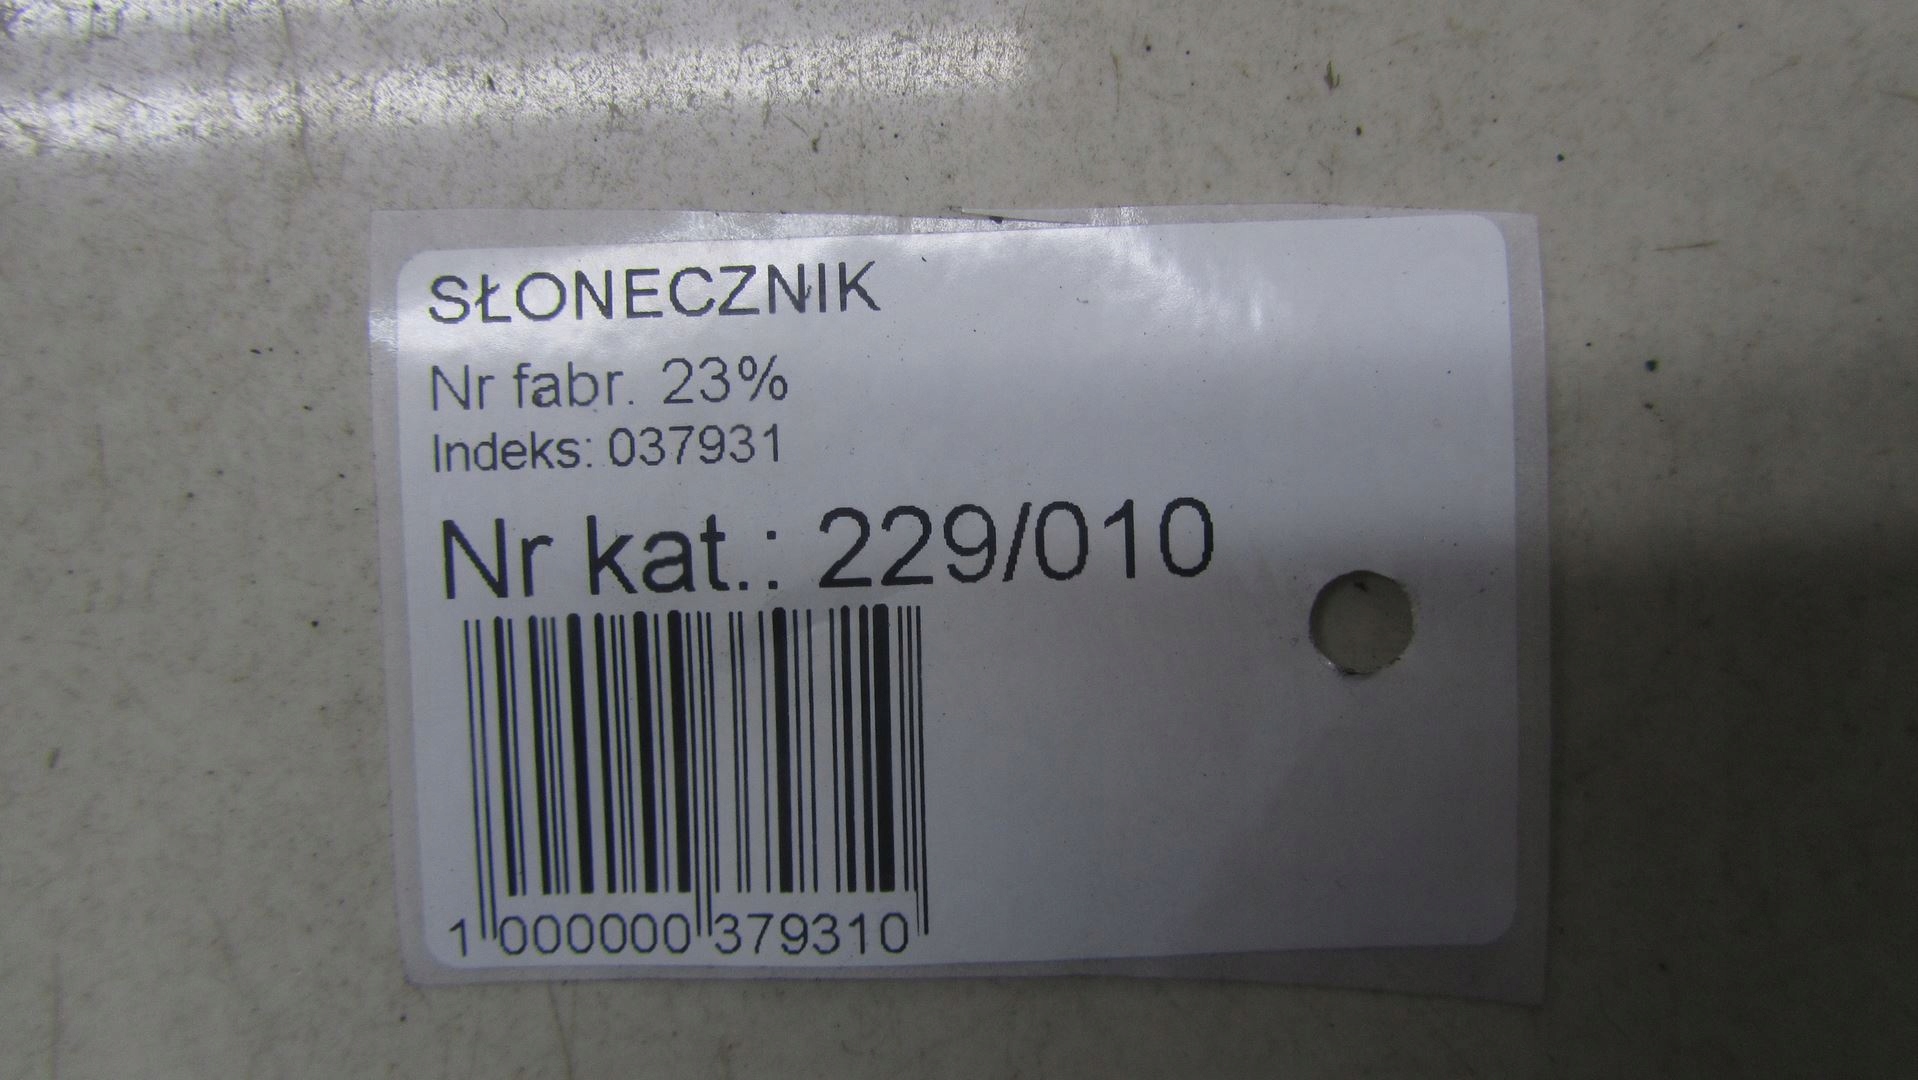 SŁONECZNIK
Nr fabr. 23%
Indeks: 037931
Nr kat.: 229/010
1 000000 379310